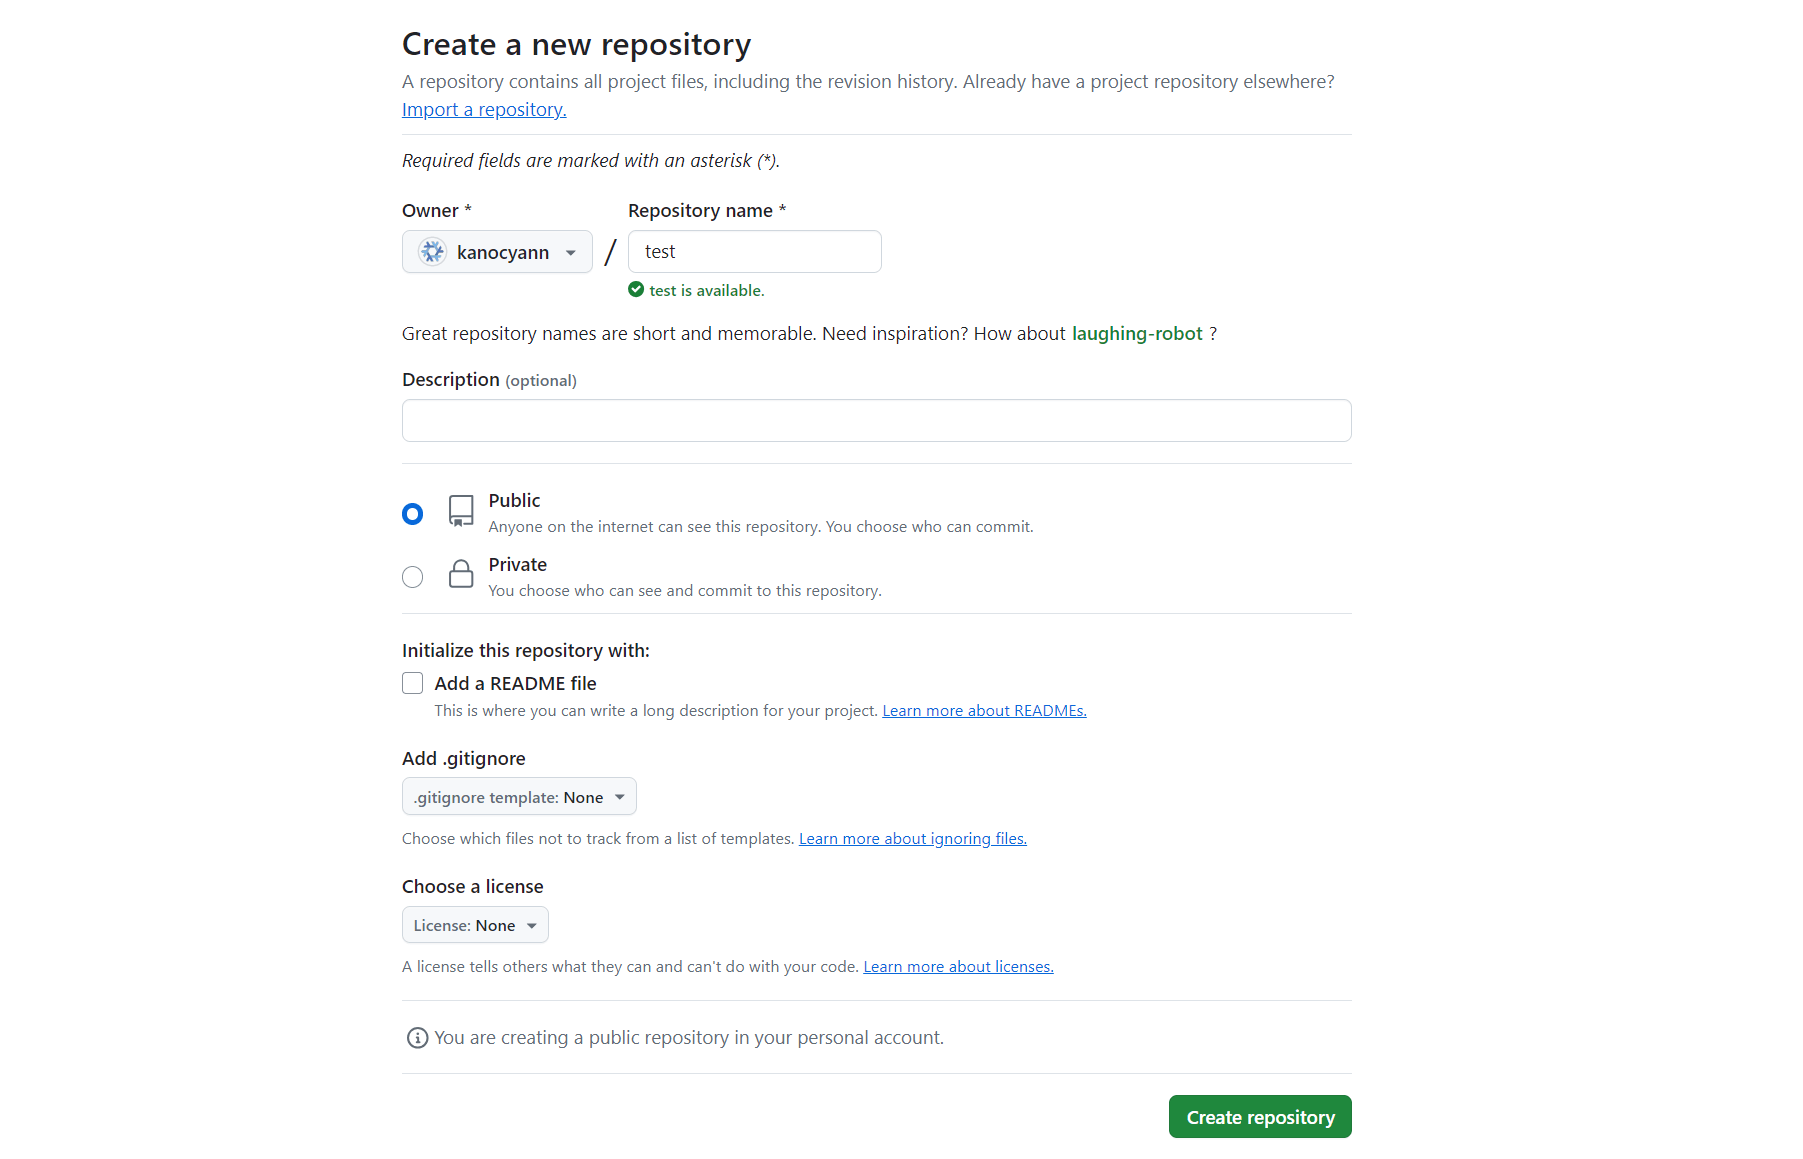 Create a new repository
A repository contains all project files, including the revision history. Already have a project repository elsewhere?
Import a repository.
Required fields are marked with an asterisk (*).
Owner * Repository name *
kanocyann / test
test is available.
Great repository names are short and memorable. Need inspiration? How about laughing-robot ?
Description (optional)
Public
Anyone on the internet can see this repository. You choose who can commit.
Private
You choose who can see and commit to this repository.
Initialize this repository with:
Add a README file
This is where you can write a long description for your project. Learn more about READMEs.
Add .gitignore
.gitignore template: None
Choose which files not to track from a list of templates. Learn more about ignoring files.
Choose a license
License: None
A license tells others what they can and can't do with your code. Learn more about licenses.
You are creating a public repository in your personal account.
Create repository